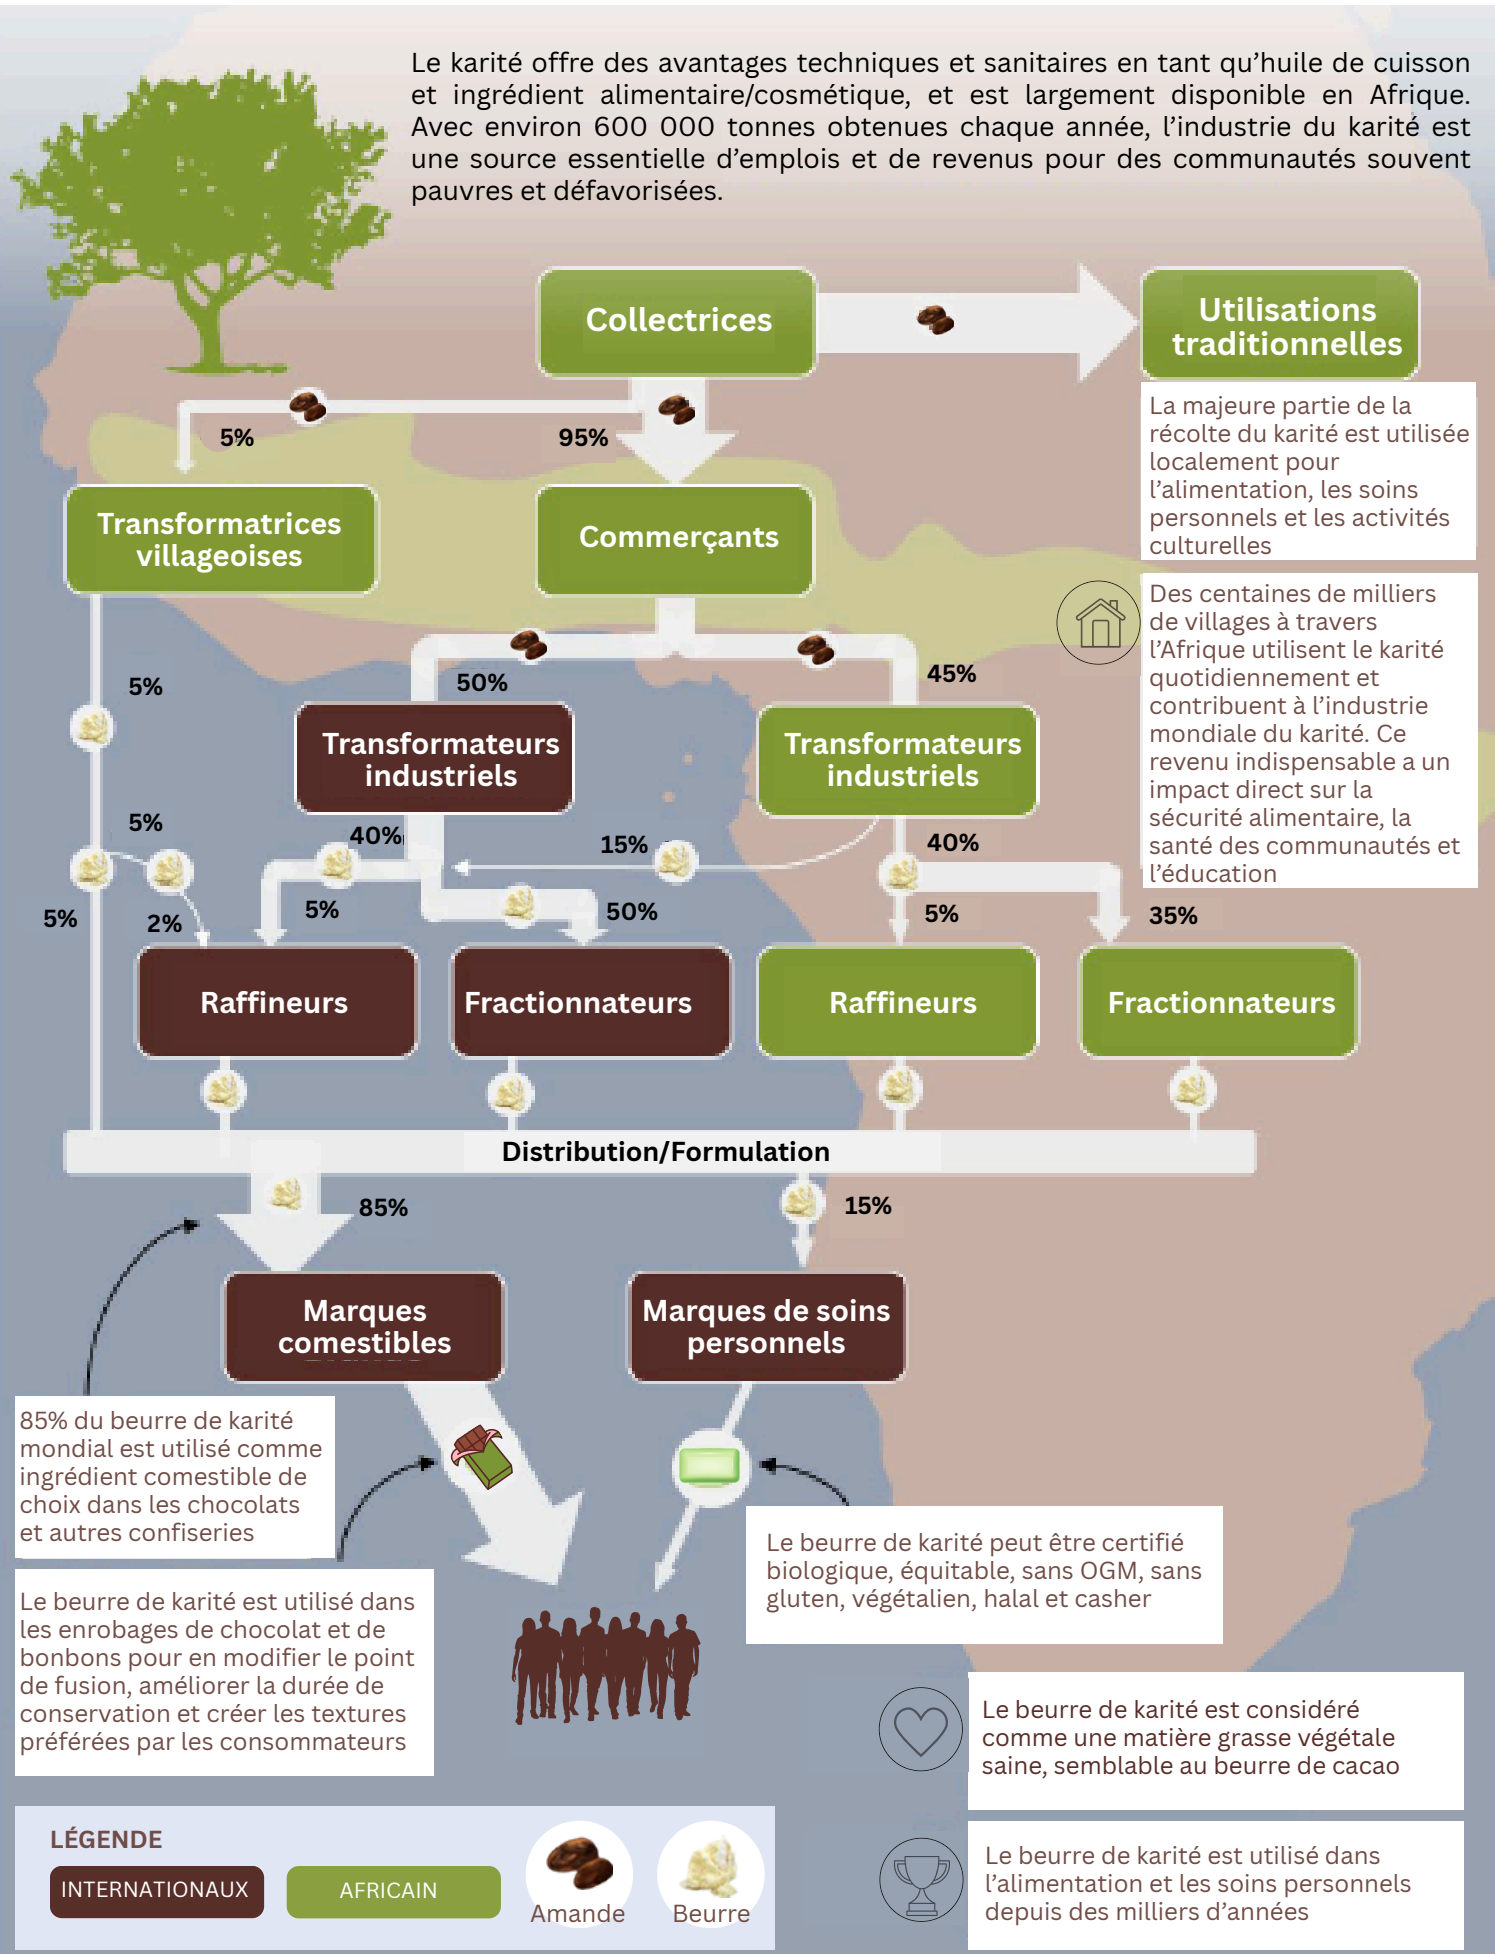 Le karité offre des avantages techniques et sanitaires en tant qu’huile de cuisson
et ingrédient alimentaire/cosmétique, et est largement disponible en Afrique.
Avec environ 600 000 tonnes obtenues chaque année, l’industrie du karité est
une source essentielle d’emplois et de revenus pour des communautés souvent
pauvres et défavorisées.
Collectrices
Utilisations
traditionnelles
La majeure partie de la
récolte du karité est utilisée
localement pour
l’alimentation, les soins
personnels et les activités
culturelles
5%
95%
Transformatrices
villageoises
Commerçants
Des centaines de milliers
de villages à travers
l’Afrique utilisent le karité
quotidiennement et
contribuent à l’industrie
mondiale du karité. Ce
revenu indispensable a un
impact direct sur la
sécurité alimentaire, la
santé des communautés et
l’éducation
5%
50%
45%
Transformateurs
industriels
Transformateurs
industriels
5%
40%
15%
40%
5%
2%
5%
50%
5%
35%
Raffineurs
Fractionnateurs
Raffineurs
Fractionnateurs
Distribution/Formulation
85%
15%
Marques
comestibles
Marques de soins
personnels
85% du beurre de karité
mondial est utilisé comme
ingrédient comestible de
choix dans les chocolats
et autres confiseries
Le beurre de karité peut être certifié
biologique, équitable, sans OGM, sans
gluten, végétalien, halal et casher
Le beurre de karité est utilisé dans
les enrobages de chocolat et de
bonbons pour en modifier le point
de fusion, améliorer la durée de
conservation et créer les textures
préférées par les consommateurs
Le beurre de karité est considéré
comme une matière grasse végétale
saine, semblable au beurre de cacao
LÉGENDE
INTERNATIONAUX
AFRICAIN
Amande
Beurre
Le beurre de karité est utilisé dans
l’alimentation et les soins personnels
depuis des milliers d’années